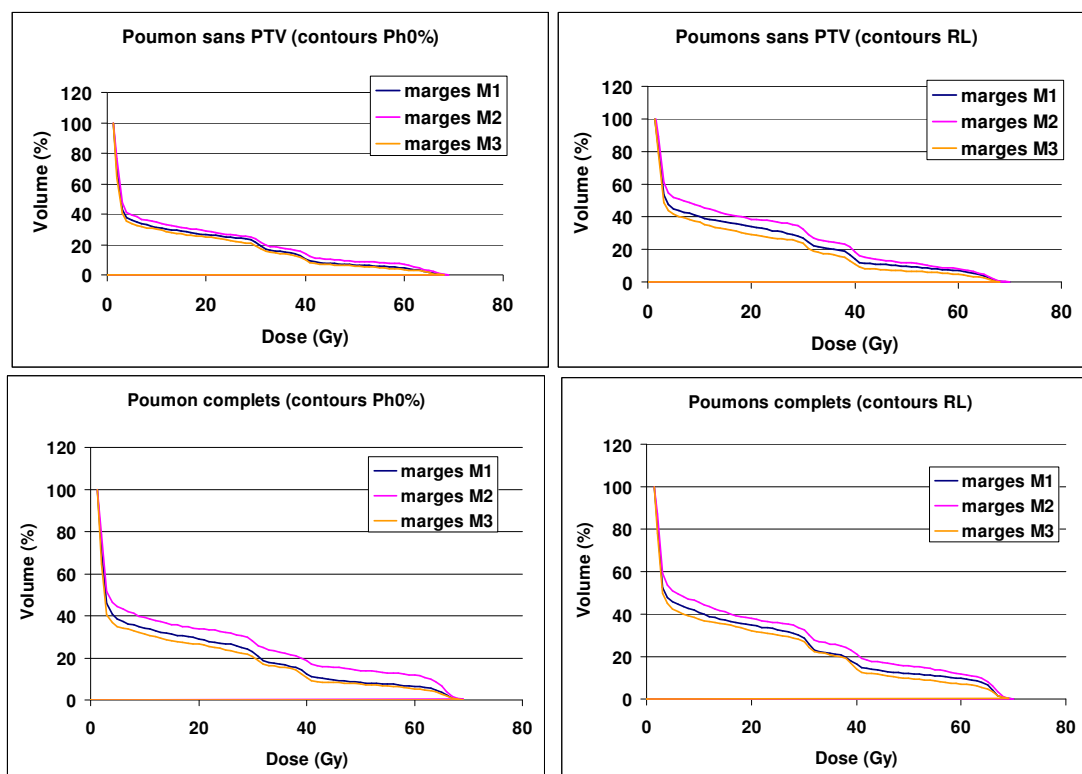 Poumon sans PTV (contours Ph0%)
120
100
80
60
40
20
0
Volume (%)
marges M1
marges M2
marges M3
0 20 40 60 80
Dose (Gy)
Poumons sans PTV (contours RL)
120
100
80
60
40
20
0
Volume (%)
marges M1
marges M2
marges M3
0 20 40 60 80
Dose (Gy)
Poumon complets (contours Ph0%)
120
100
80
60
40
20
0
Volume (%)
marges M1
marges M2
marges M3
0 20 40 60 80
Dose (Gy)
Poumons complets (contours RL)
120
100
80
60
40
20
0
Volume (%)
marges M1
marges M2
marges M3
0 20 40 60 80
Dose (Gy)